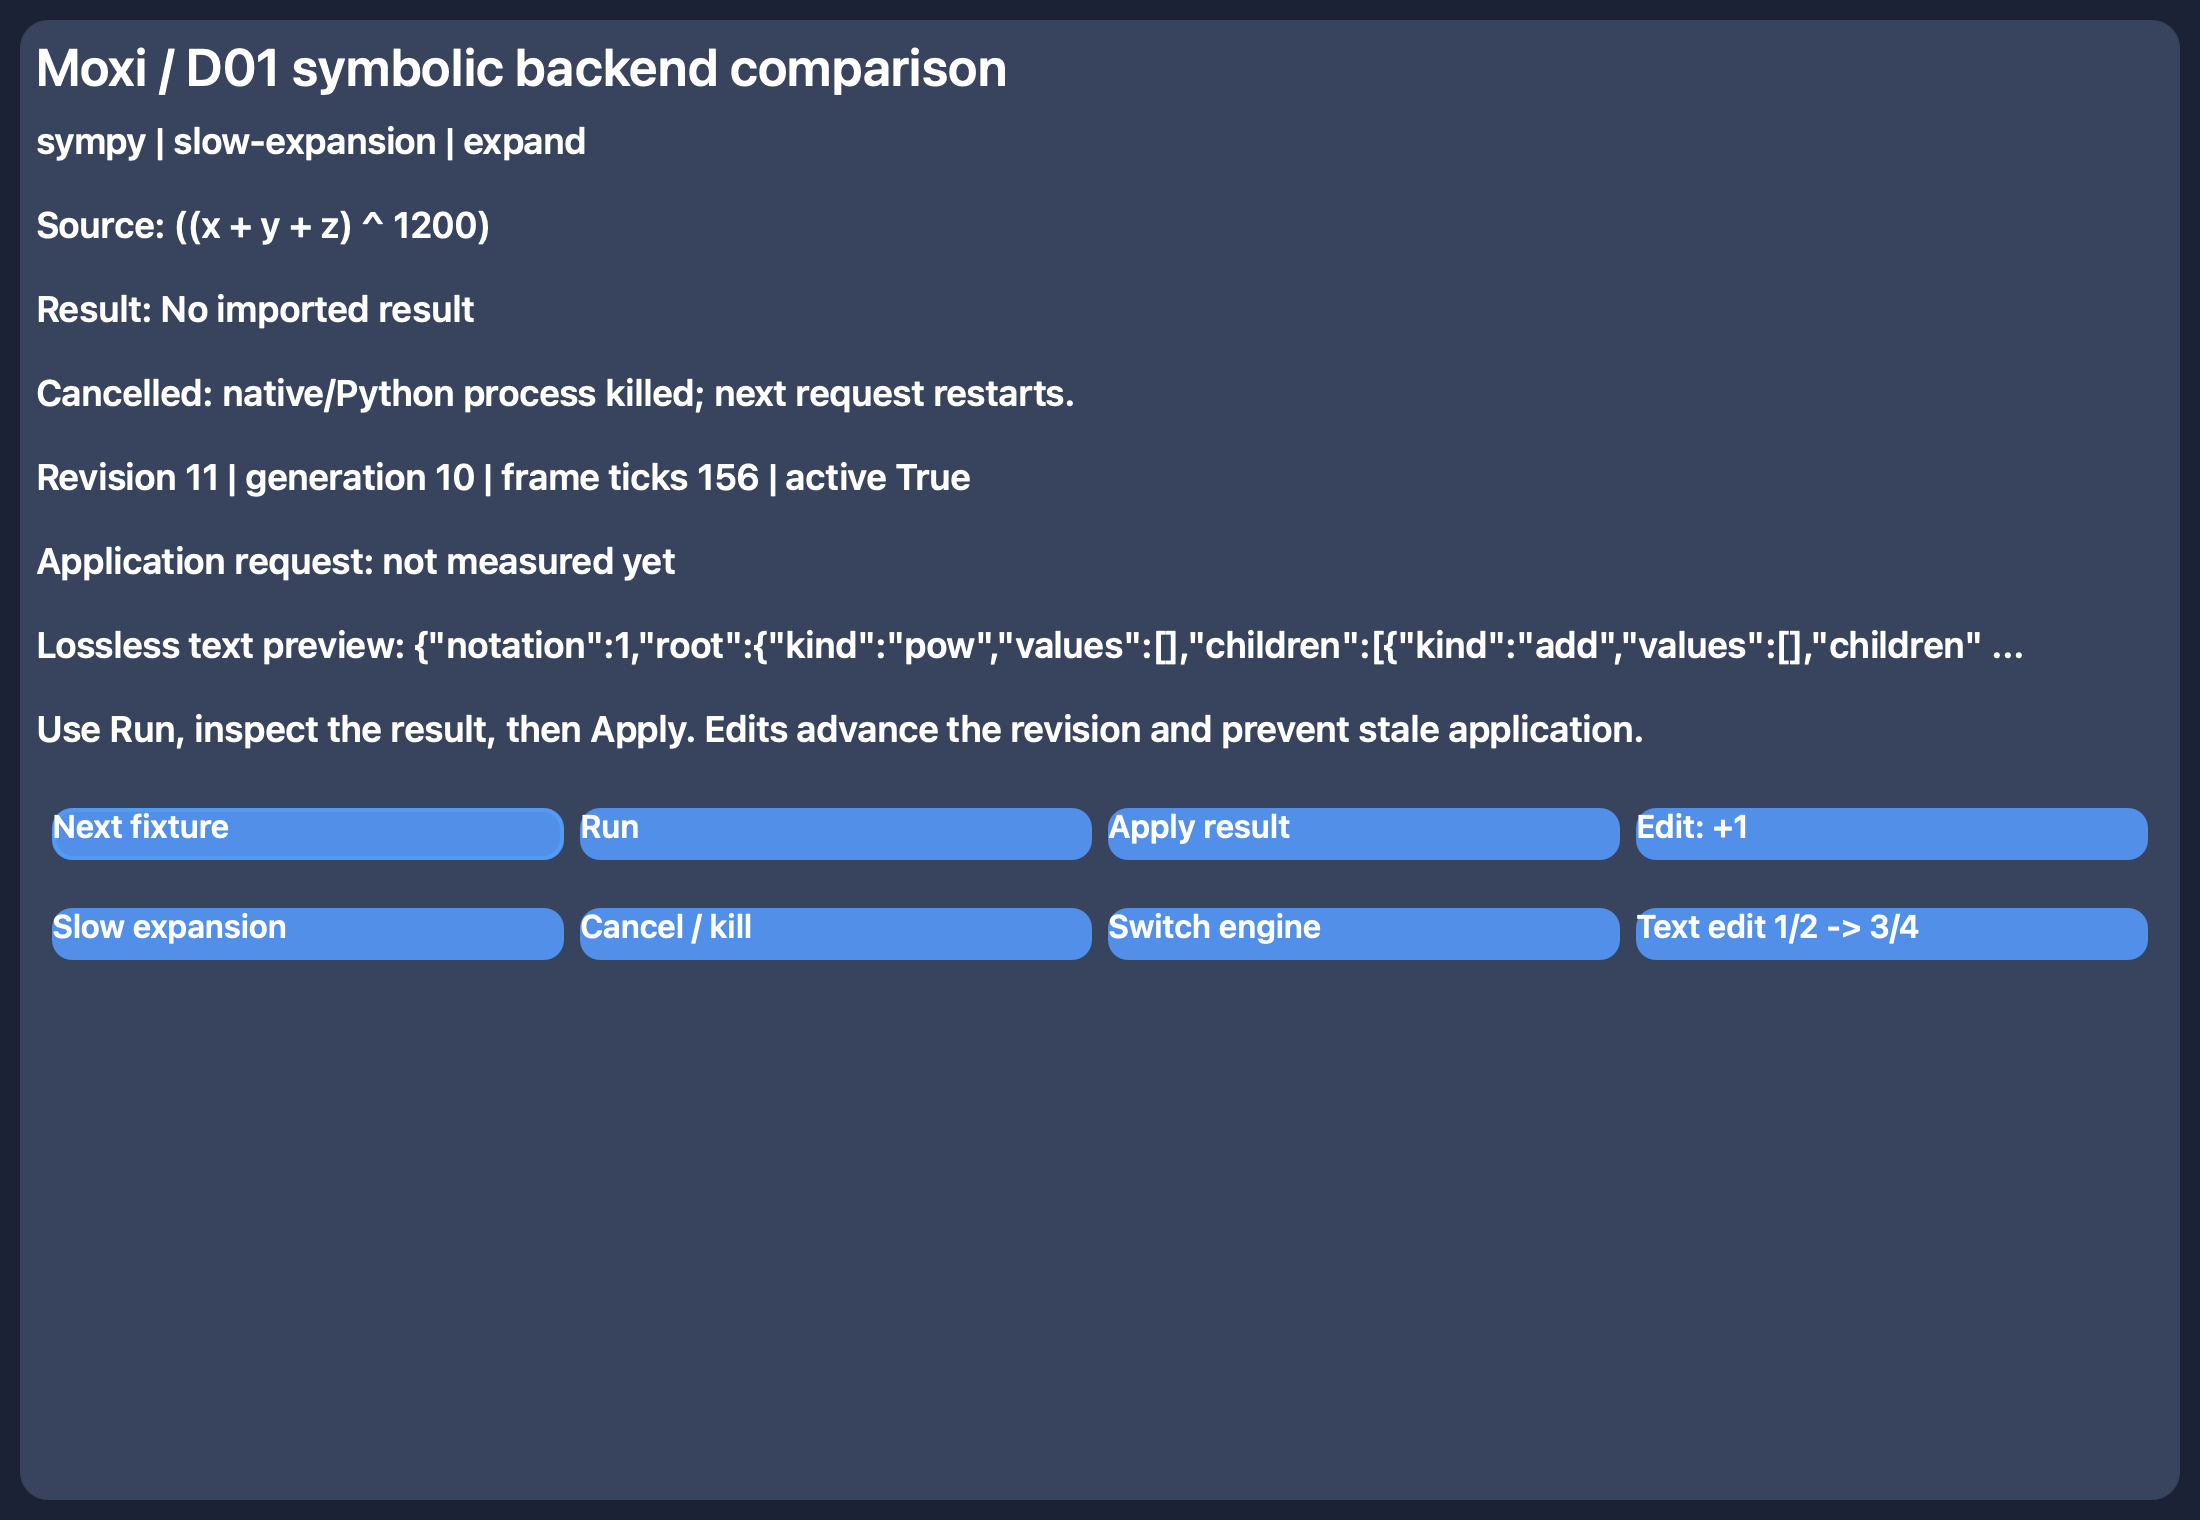 Moxi / D01 symbolic backend comparison
sympy | slow-expansion | expand
Source: ((x + y + z) ^ 1200)
Result: No imported result
Cancelled: native/Python process killed; next request restarts.
Revision 11 | generation 10 | frame ticks 156 | active True
Application request: not measured yet
Lossless text preview: {"notation":1,"root":{"kind":"pow","values":[],"children":[{"kind":"add","values":[],"children" ...
Use Run, inspect the result, then Apply. Edits advance the revision and prevent stale application.
Next fixture Run Apply result Edit: +1
Slow expansion Cancel / kill Switch engine Text edit 1/2 -> 3/4